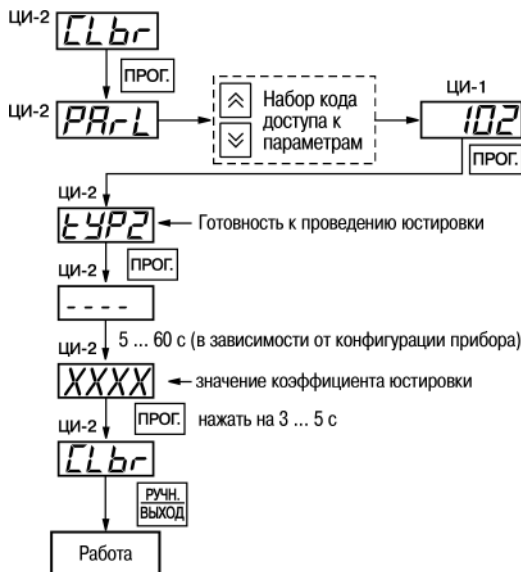 ЦИ-2 CLbr
ПРОГ.
ЦИ-2 PArL
Набор кода
доступа к
параметрам
ЦИ-1
102
ПРОГ.
ЦИ-2
tYP2
Готовность к проведению юстировки
ЦИ-2
ПРОГ.
----
5 ... 60 с (в зависимости от конфигурации прибора)
ЦИ-2
XXXX
значение коэффициента юстировки
ПРОГ. нажать на 3 ... 5 с
ЦИ-2
CLbr
РУЧН.
ВЫХОД
Работа